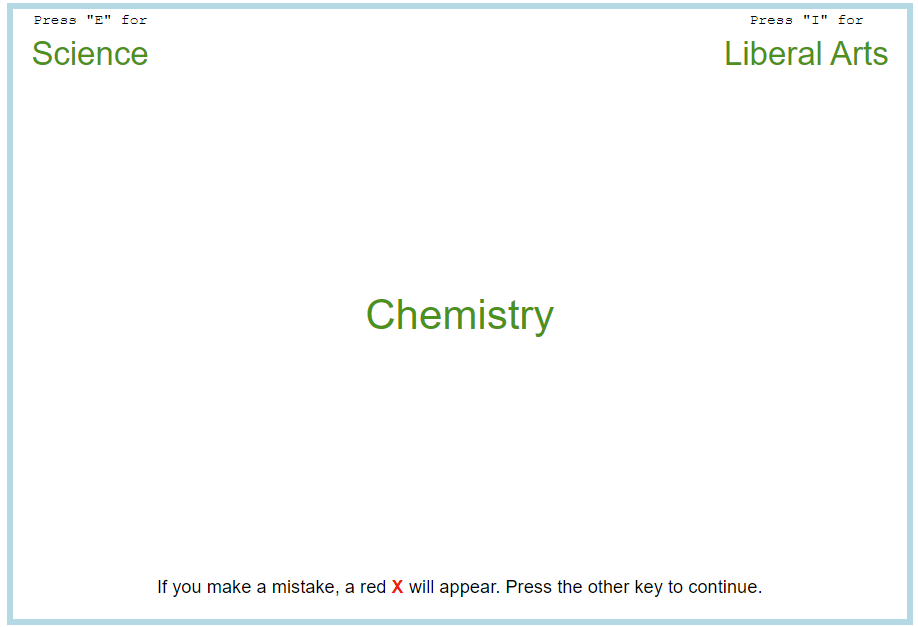 Press "E" for
Press "I" for
Science
Liberal Arts
Chemistry
If you make a mistake, a red X will appear. Press the other key to continue.